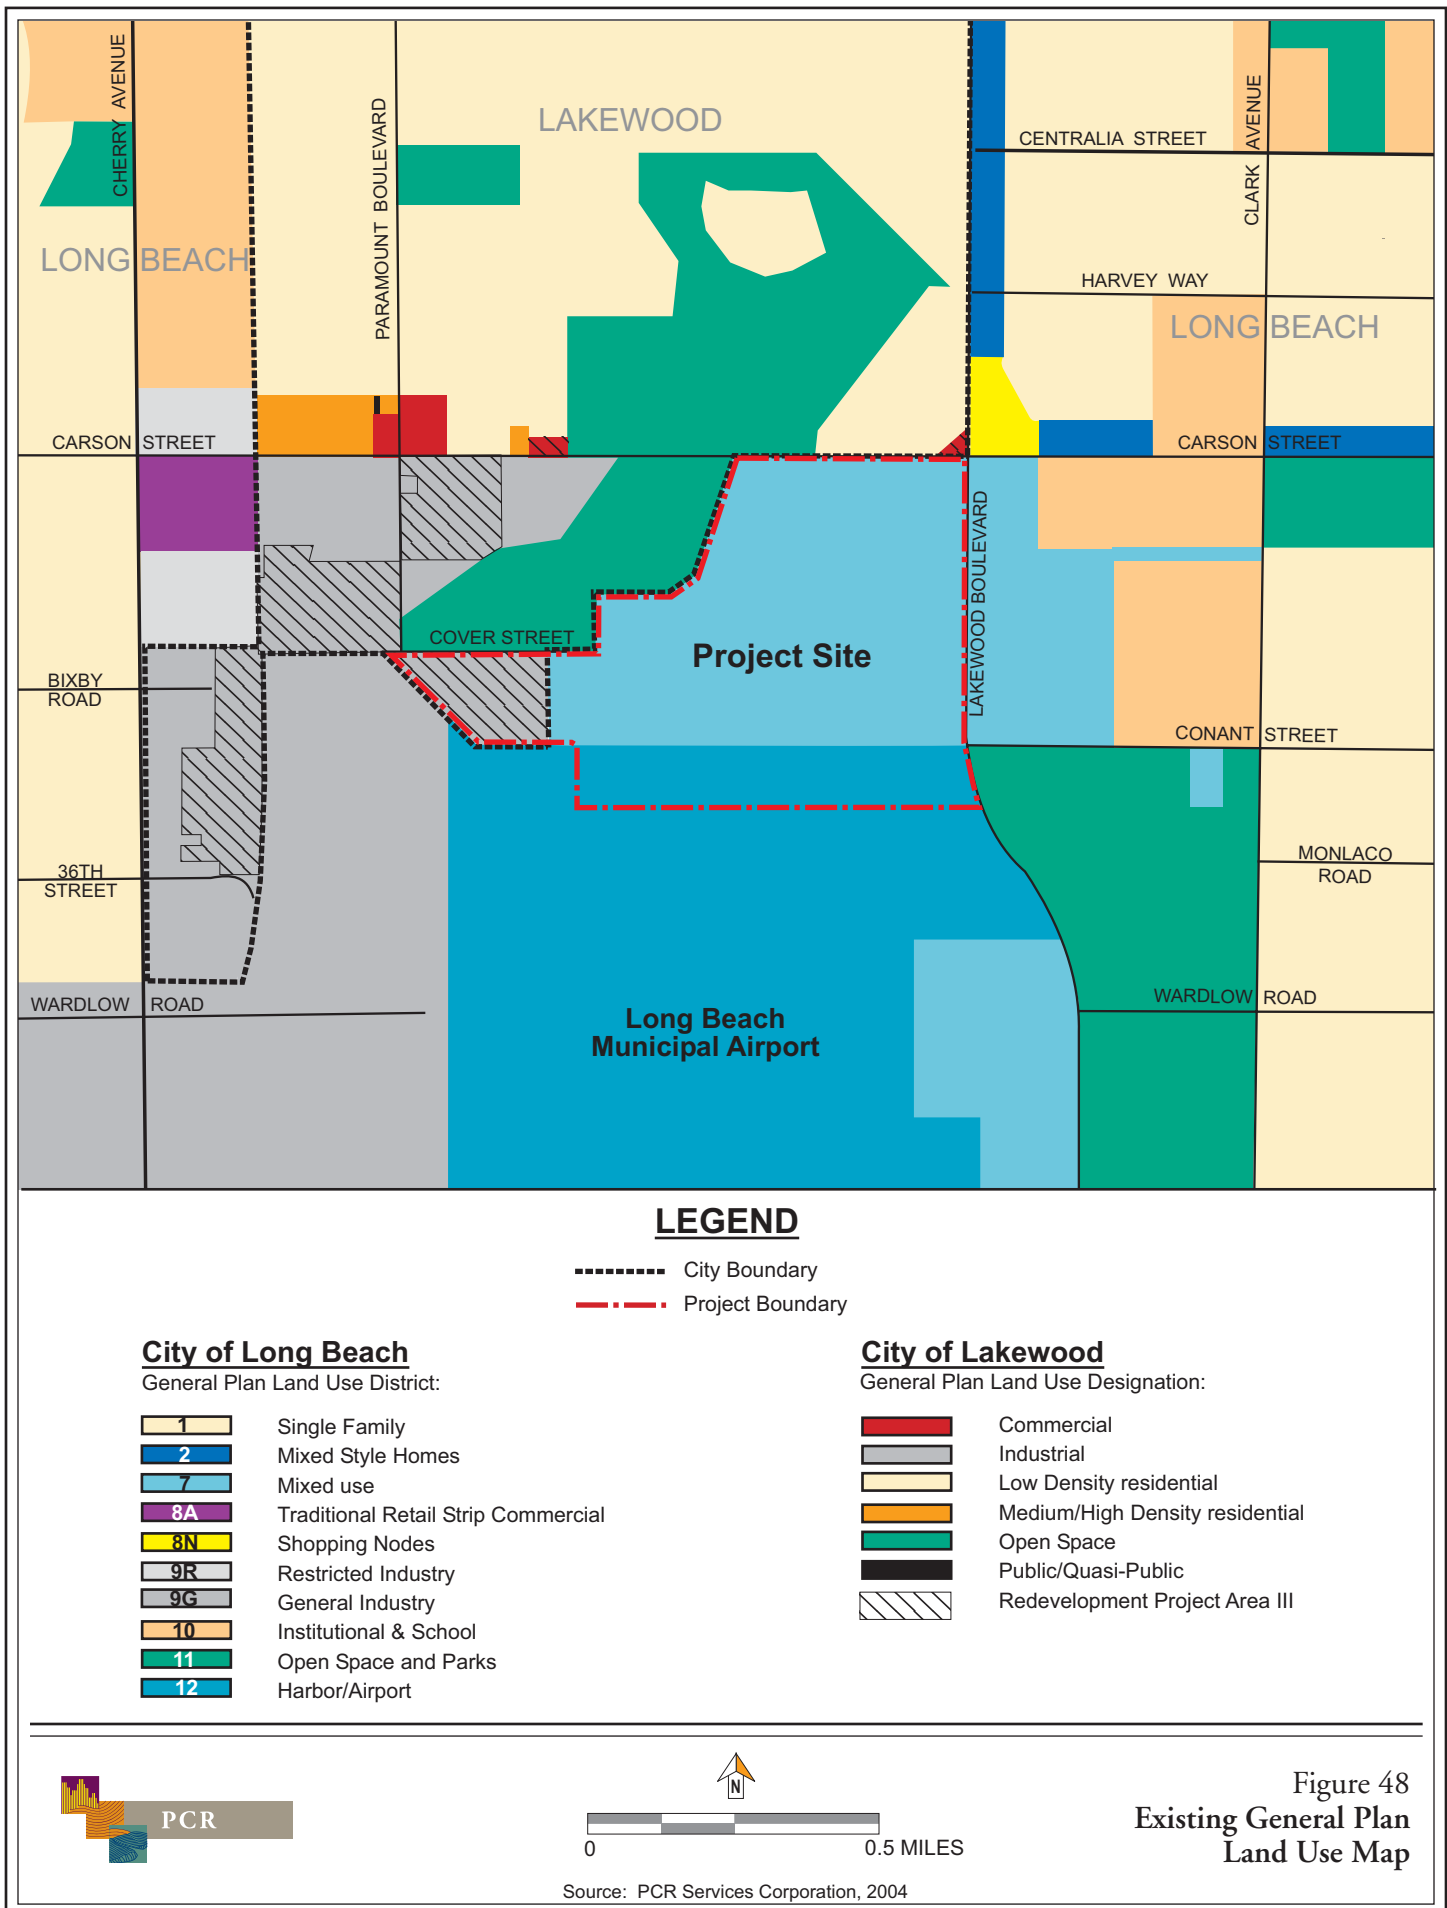 CHERRY AVENUE
PARAMOUNT BOULEVARD
LAKEWOOD
CENTRALIA STREET
CLARK AVENUE
LONG BEACH
HARVEY WAY
LONG BEACH
CARSON STREET
CARSON STREET
LAKEWOOD BOULEVARD
COVER STREET
Project Site
BIXBY
ROAD
CONANT STREET
36TH
STREET
MONLACO
ROAD
WARDLOW ROAD
WARDLOW ROAD
Long Beach
Municipal Airport
LEGEND
City Boundary
Project Boundary
City of Long Beach
General Plan Land Use District:
1 Single Family
2 Mixed Style Homes
7 Mixed use
8A Traditional Retail Strip Commercial
8N Shopping Nodes
9R Restricted Industry
9G General Industry
10 Institutional & School
11 Open Space and Parks
12 Harbor/Airport
City of Lakewood
General Plan Land Use Designation:
Commercial
Industrial
Low Density residential
Medium/High Density residential
Open Space
Public/Quasi-Public
Redevelopment Project Area III
PCR
N
0 0.5 MILES
Source: PCR Services Corporation, 2004
Figure 48
Existing General Plan
Land Use Map